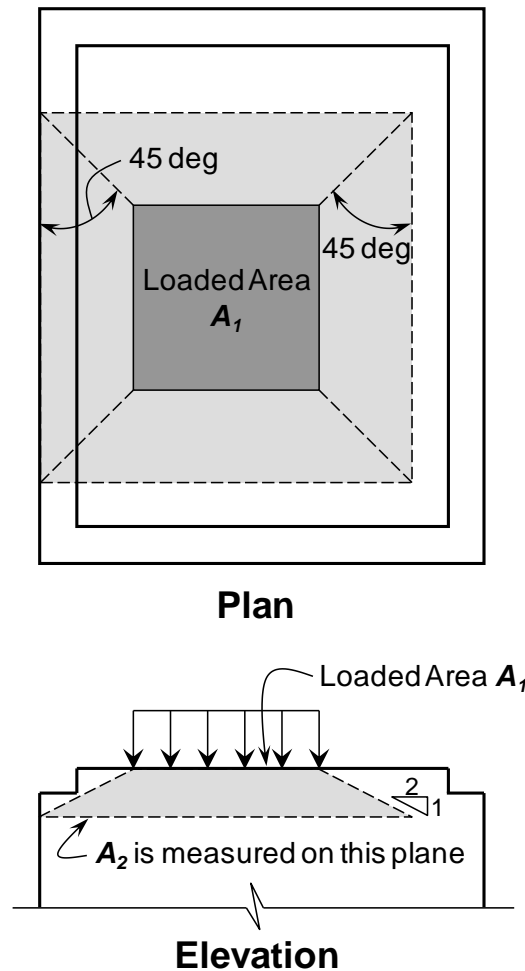 45 deg
45 deg
Loaded Area
A1
Plan
Loaded Area A1
2
1
A2 is measured on this plane
Elevation